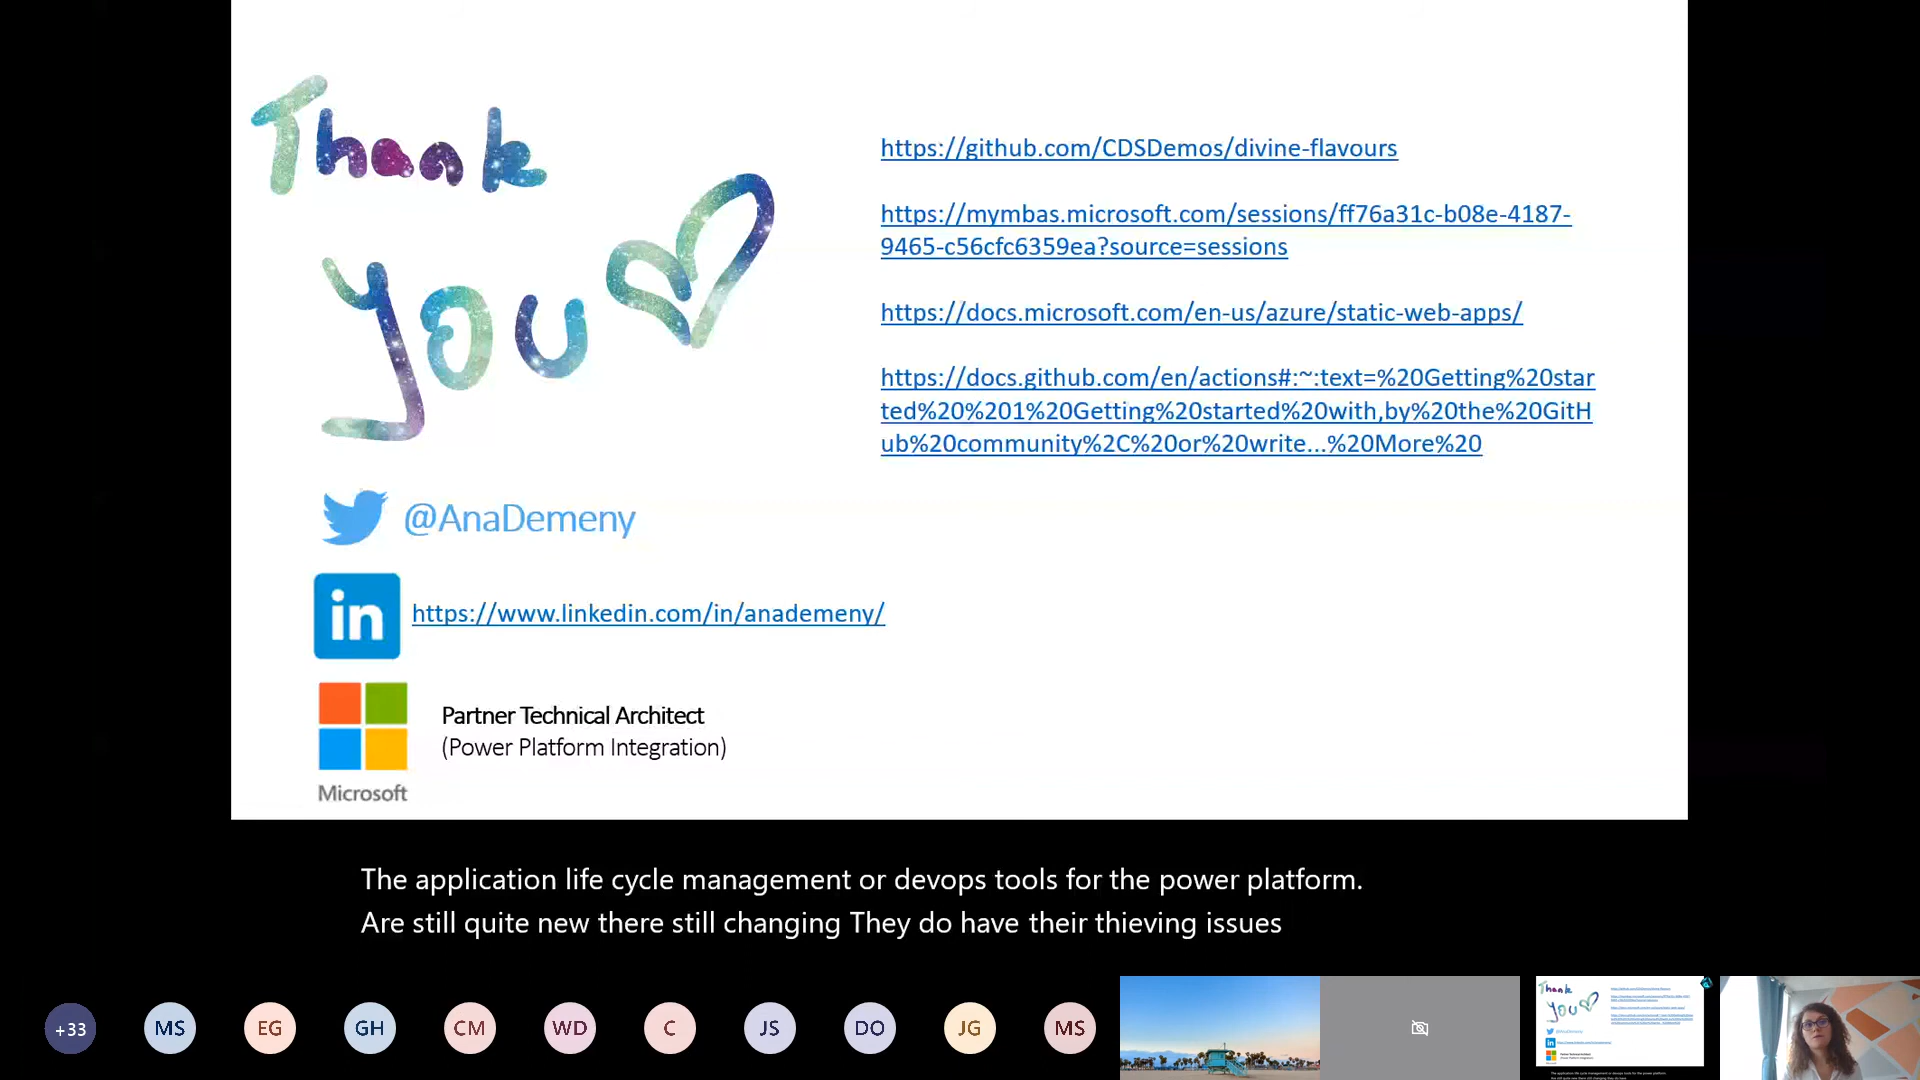 Thank
you
https://github.com/CDSDemos/divine-flavours
https://mymbas.microsoft.com/sessions/ff76a31c-b08e-4187-
9465-c56cfc6359ea?source=sessions
https://docs.microsoft.com/en-us/azure/static-web-apps/
https://docs.github.com/en/actions#:~:text=%20Getting%20star
ted%20%201%20Getting%20started%20with,by%20the%20GitH
ub%20community%2C%20or%20write...%20More%20
@AnaDemeny
in https://www.linkedin.com/in/anademeny/
Partner Technical Architect
(Power Platform Integration)
Microsoft
The application life cycle management or devops tools for the power platform.
Are still quite new there still changing They do have their thieving issues
+33 MS EG GH CM WD C JS DO JG MS